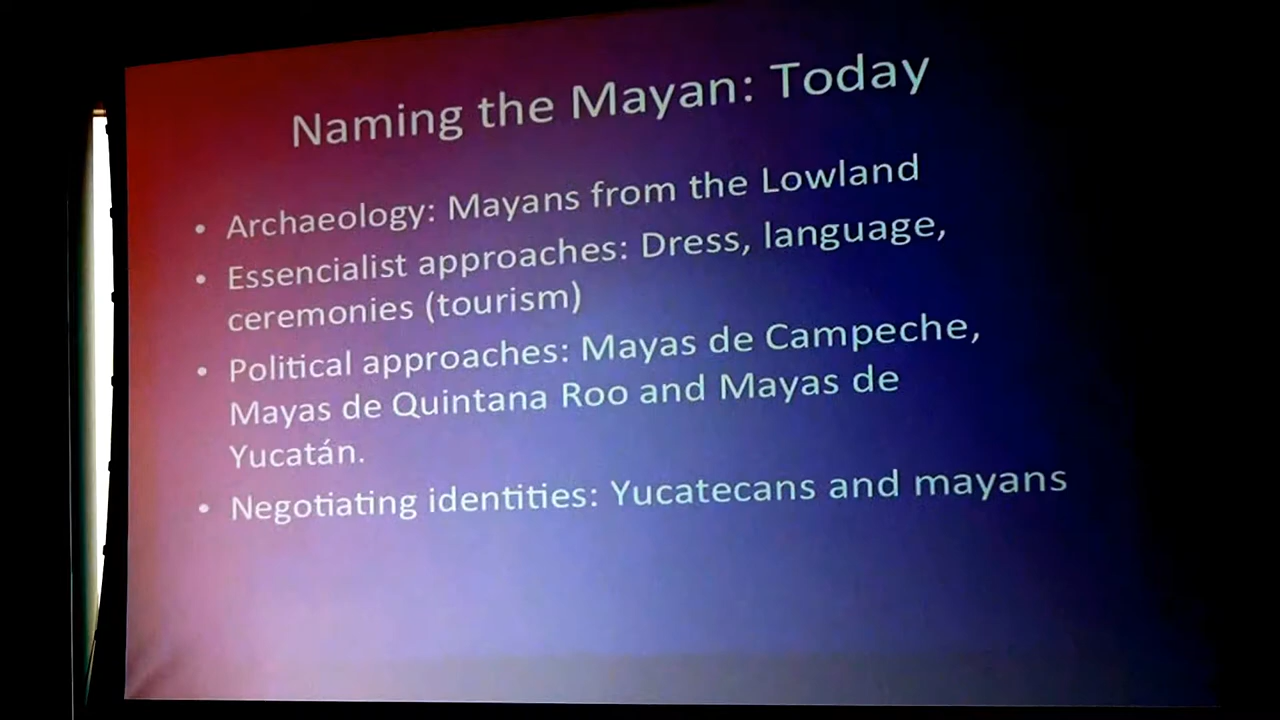 Naming the Mayan: Today
• Archaeology: Mayans from the Lowland
• Essencialist approaches: Dress, language,
ceremonies (tourism)
• Political approaches: Mayas de Campeche,
Mayas de Quintana Roo and Mayas de
Yucatán.
• Negotiating identities: Yucatecans and mayans